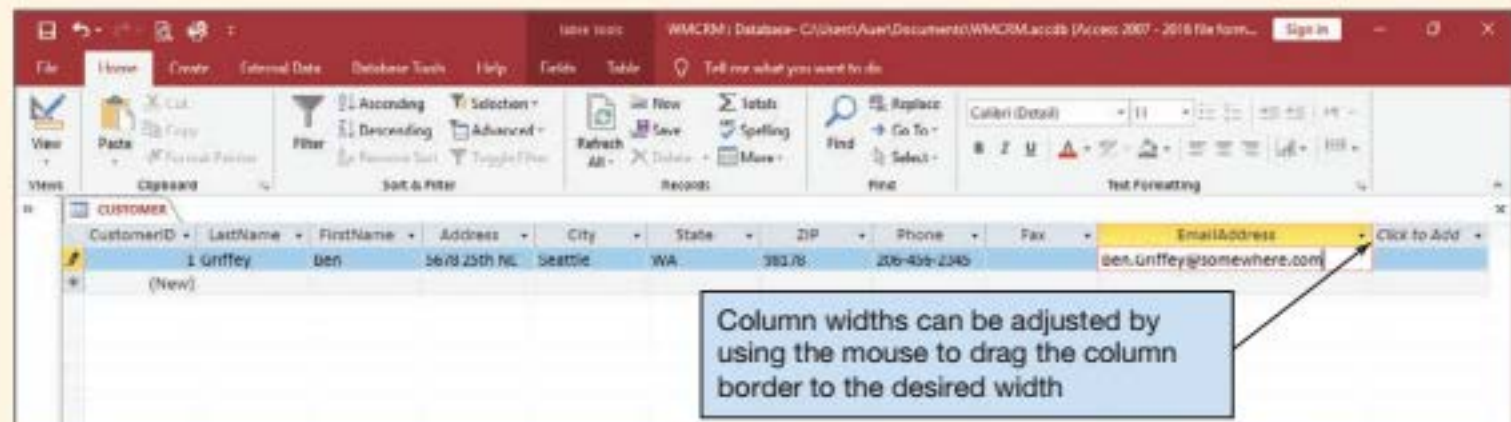 Table Tools WMCRM : Database- C:\Users\Auer\Documents\WMCRM.accdb (Access 2007 - 2016 file form... Sign in
File Home Create External Data Database Tools Help Fields Table Tell me what you want to do
Cut Ascending Selection New Totals Replace Calibri (Detail) 11
Copy Descending Advanced Save Spelling Go To
View Paste Format Painter Filter Remove Sort Toggle Filter Refresh All Delete More Find Select B I U A
Views Clipboard Sort & Filter Records Find Text Formatting
CUSTOMER
CustomerID LastName FirstName Address City State ZIP Phone Fax EmailAddress Click to Add
1 Griffey Ben 5678 25th NE Seattle WA 98178 206-456-2345 Ben.Griffey@somewhere.com
(New)
Column widths can be adjusted by
using the mouse to drag the column
border to the desired width